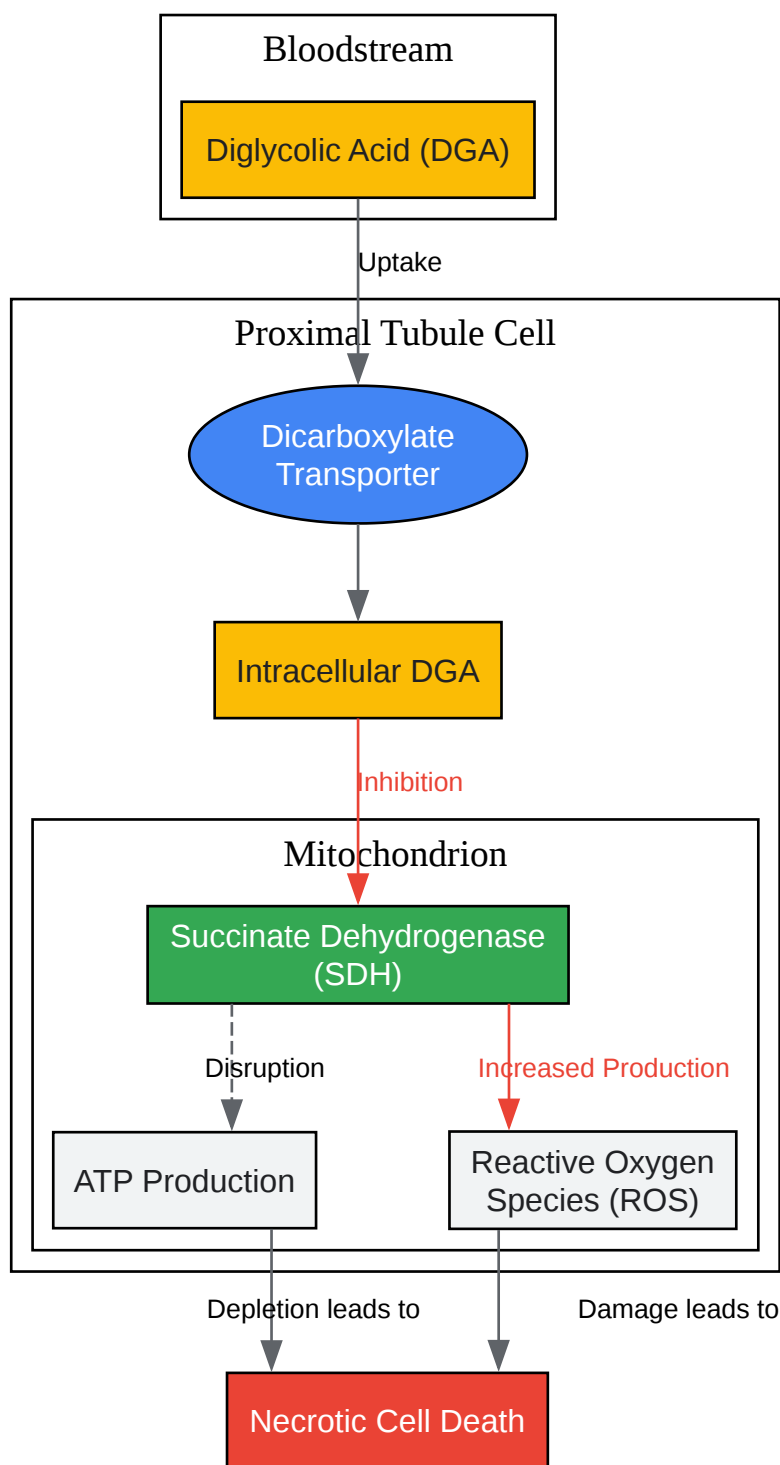 Bloodstream
Diglycolic Acid (DGA)
Uptake
Proximal Tubule Cell
Dicarboxylate
Transporter
Intracellular DGA
Inhibition
Mitochondrion
Succinate Dehydrogenase
(SDH)
Disruption
Increased Production
ATP Production
Reactive Oxygen
Species (ROS)
Depletion leads to
Damage leads to
Necrotic Cell Death